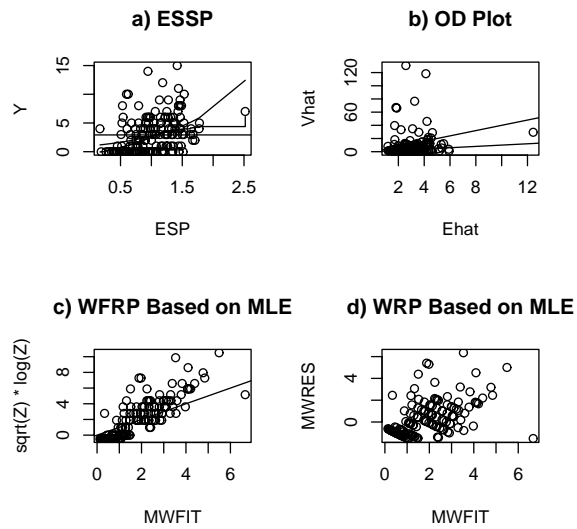 a) ESSP
Y
15
5
0
0.5 1.5 2.5
ESP
b) OD Plot
Vhat
120
60
0
2 4 6 8 12
Ehat
c) WFRP Based on MLE
sqrt(Z) * log(Z)
8
4
0
0 2 4 6
MWFIT
d) WRP Based on MLE
MWRES
4
0
0 2 4 6
MWFIT